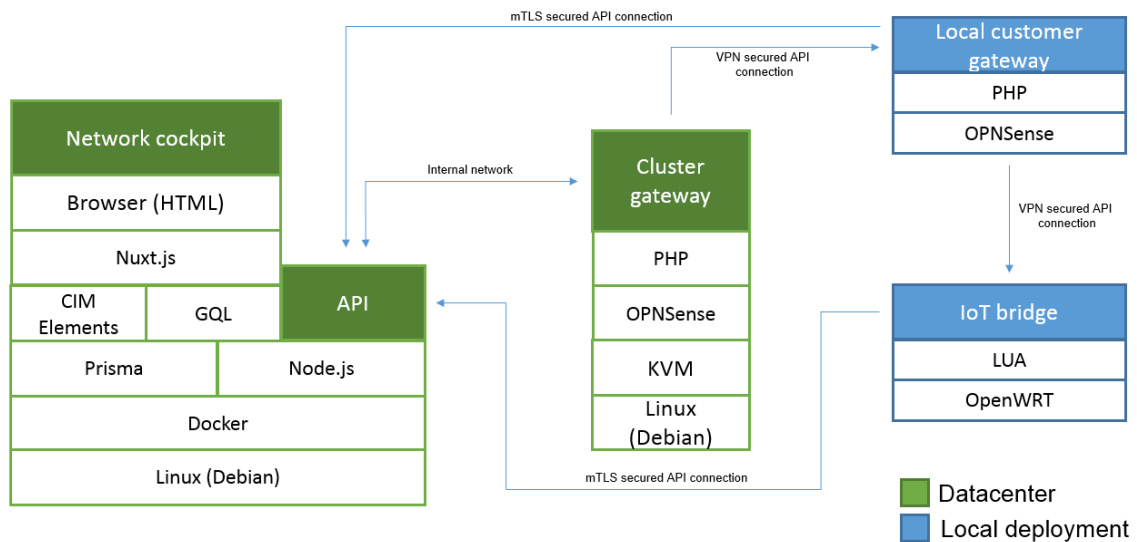 mTLS secured API connection
Local customer
gateway
VPN secured API
connection
PHP
OPNSense
Network cockpit
Browser (HTML)
Nuxt.js
CIM
Elements
GQL
API
Prisma
Node.js
Docker
Linux (Debian)
Internal network
Cluster
gateway
PHP
OPNSense
KVM
Linux
(Debian)
VPN secured API
connection
IoT bridge
LUA
OpenWRT
mTLS secured API connection
Datacenter
Local deployment